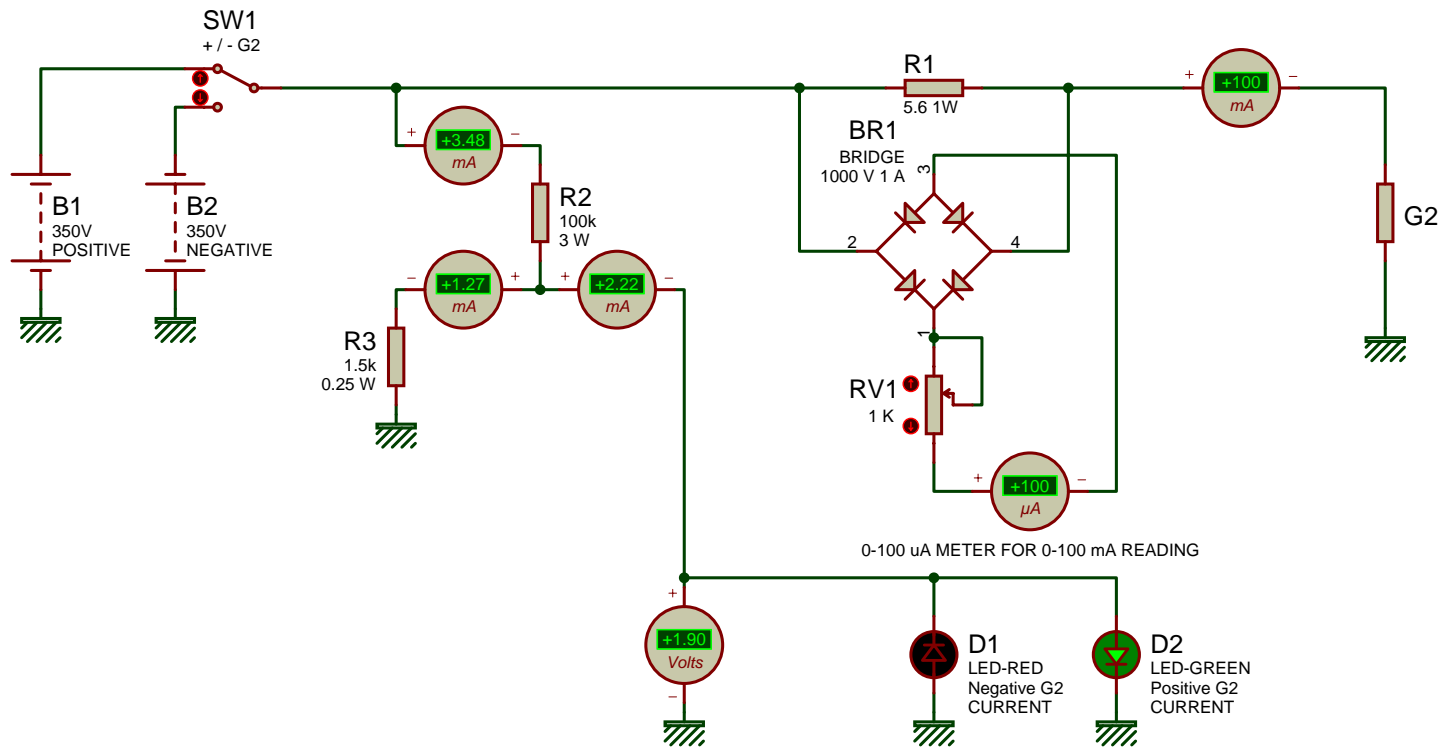 SW1
+ / - G2
R1
5.6 1W
+ +100 -
mA
BR1
BRIDGE
1000 V 1 A
3
2
4
1
+ +3.48 -
mA
R2
100k
3 W
B1
350V
POSITIVE
B2
350V
NEGATIVE
G2
- +1.27 +
mA
+ +2.22 -
mA
R3
1.5k
0.25 W
RV1
1 K
+ +100 -
µA
0-100 uA METER FOR 0-100 mA READING
+
+1.90
Volts
-
D1
LED-RED
Negative G2
CURRENT
D2
LED-GREEN
Positive G2
CURRENT